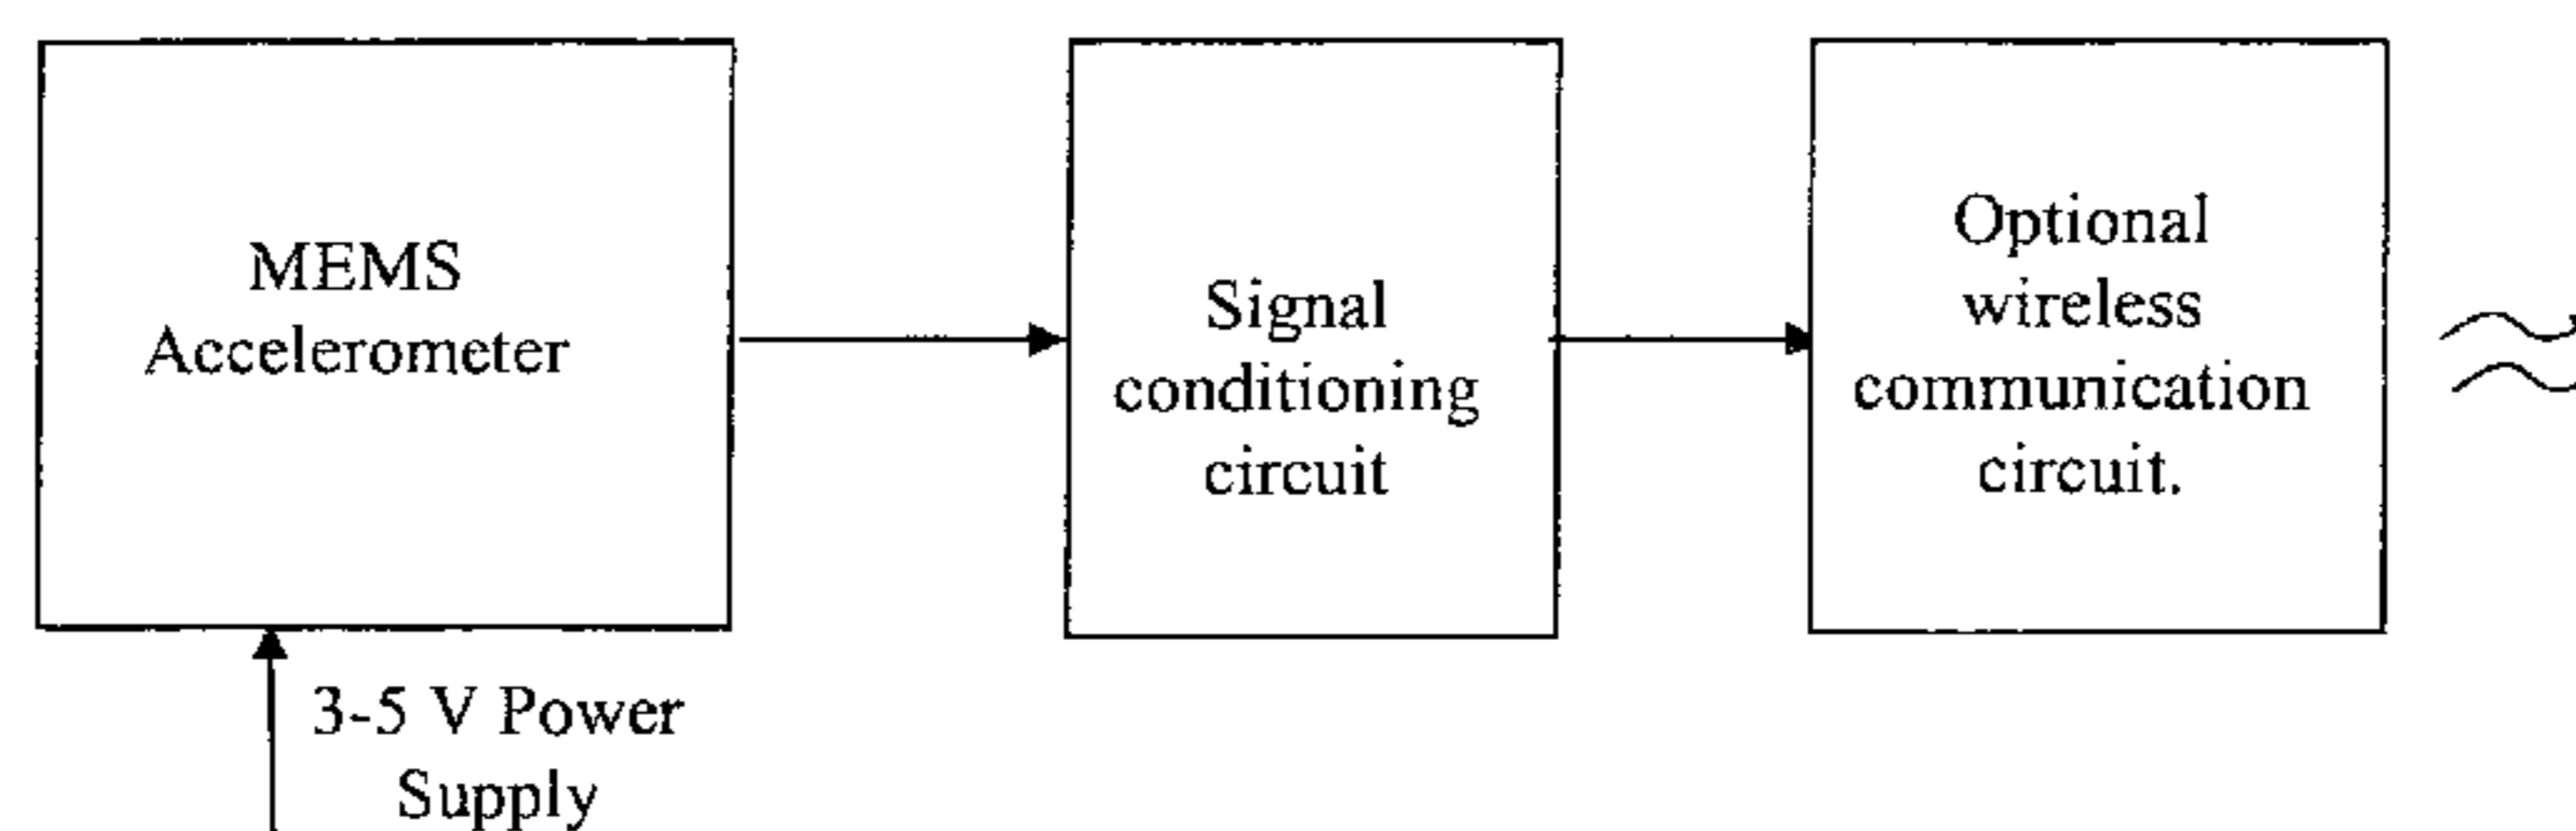 MEMS
Accelerometer
Signal
conditioning
circuit
Optional
wireless
communication
circuit.
3-5 V Power
Supply